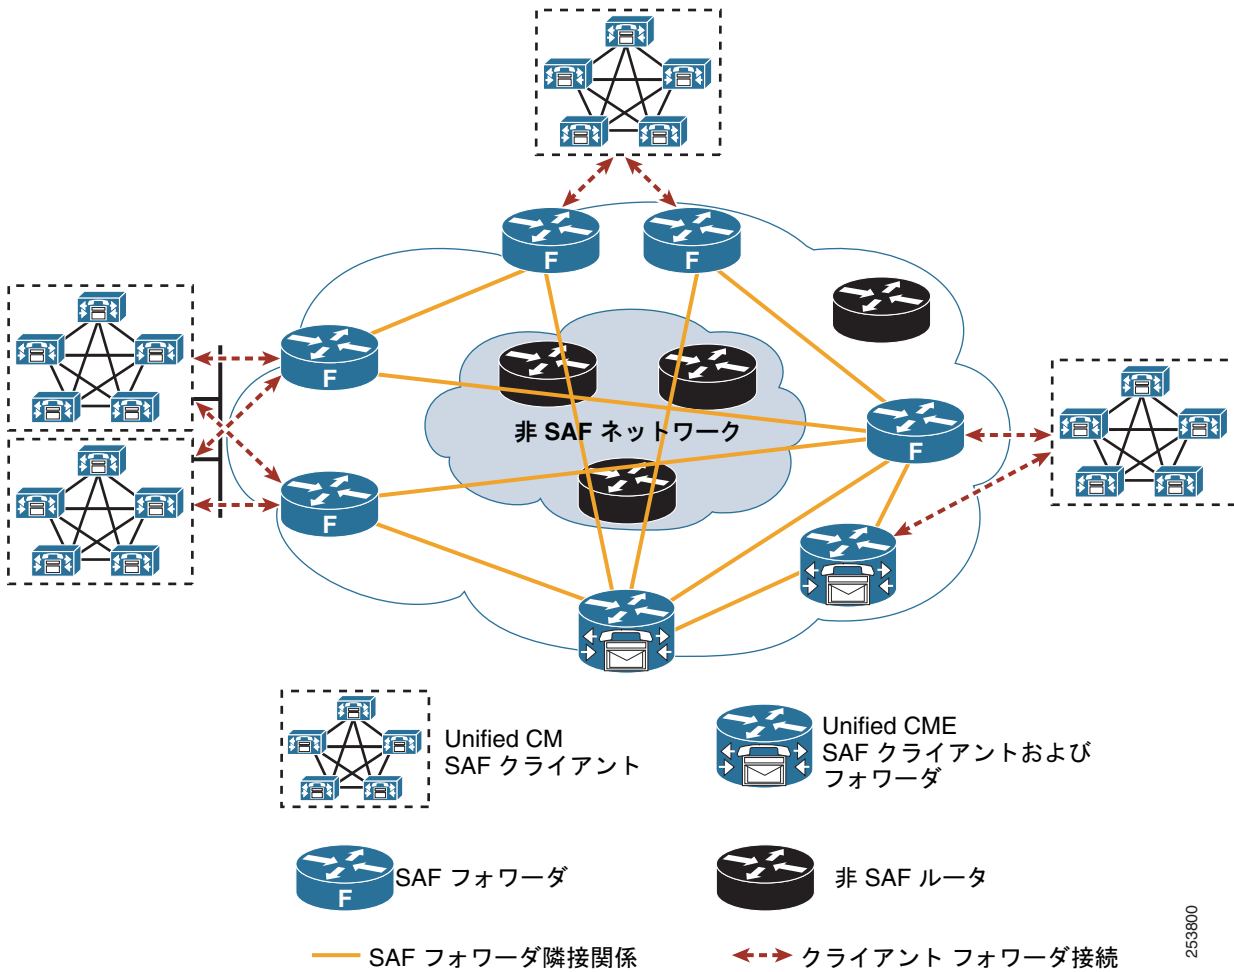 F
F
F
非 SAF ネットワーク
F
F
Unified CM
SAF クライアント
Unified CME
SAF クライアントおよび
フォワーダ
F
SAF フォワーダ
非 SAF ルータ
SAF フォワーダ隣接関係
クライアント フォワーダ接続
253800